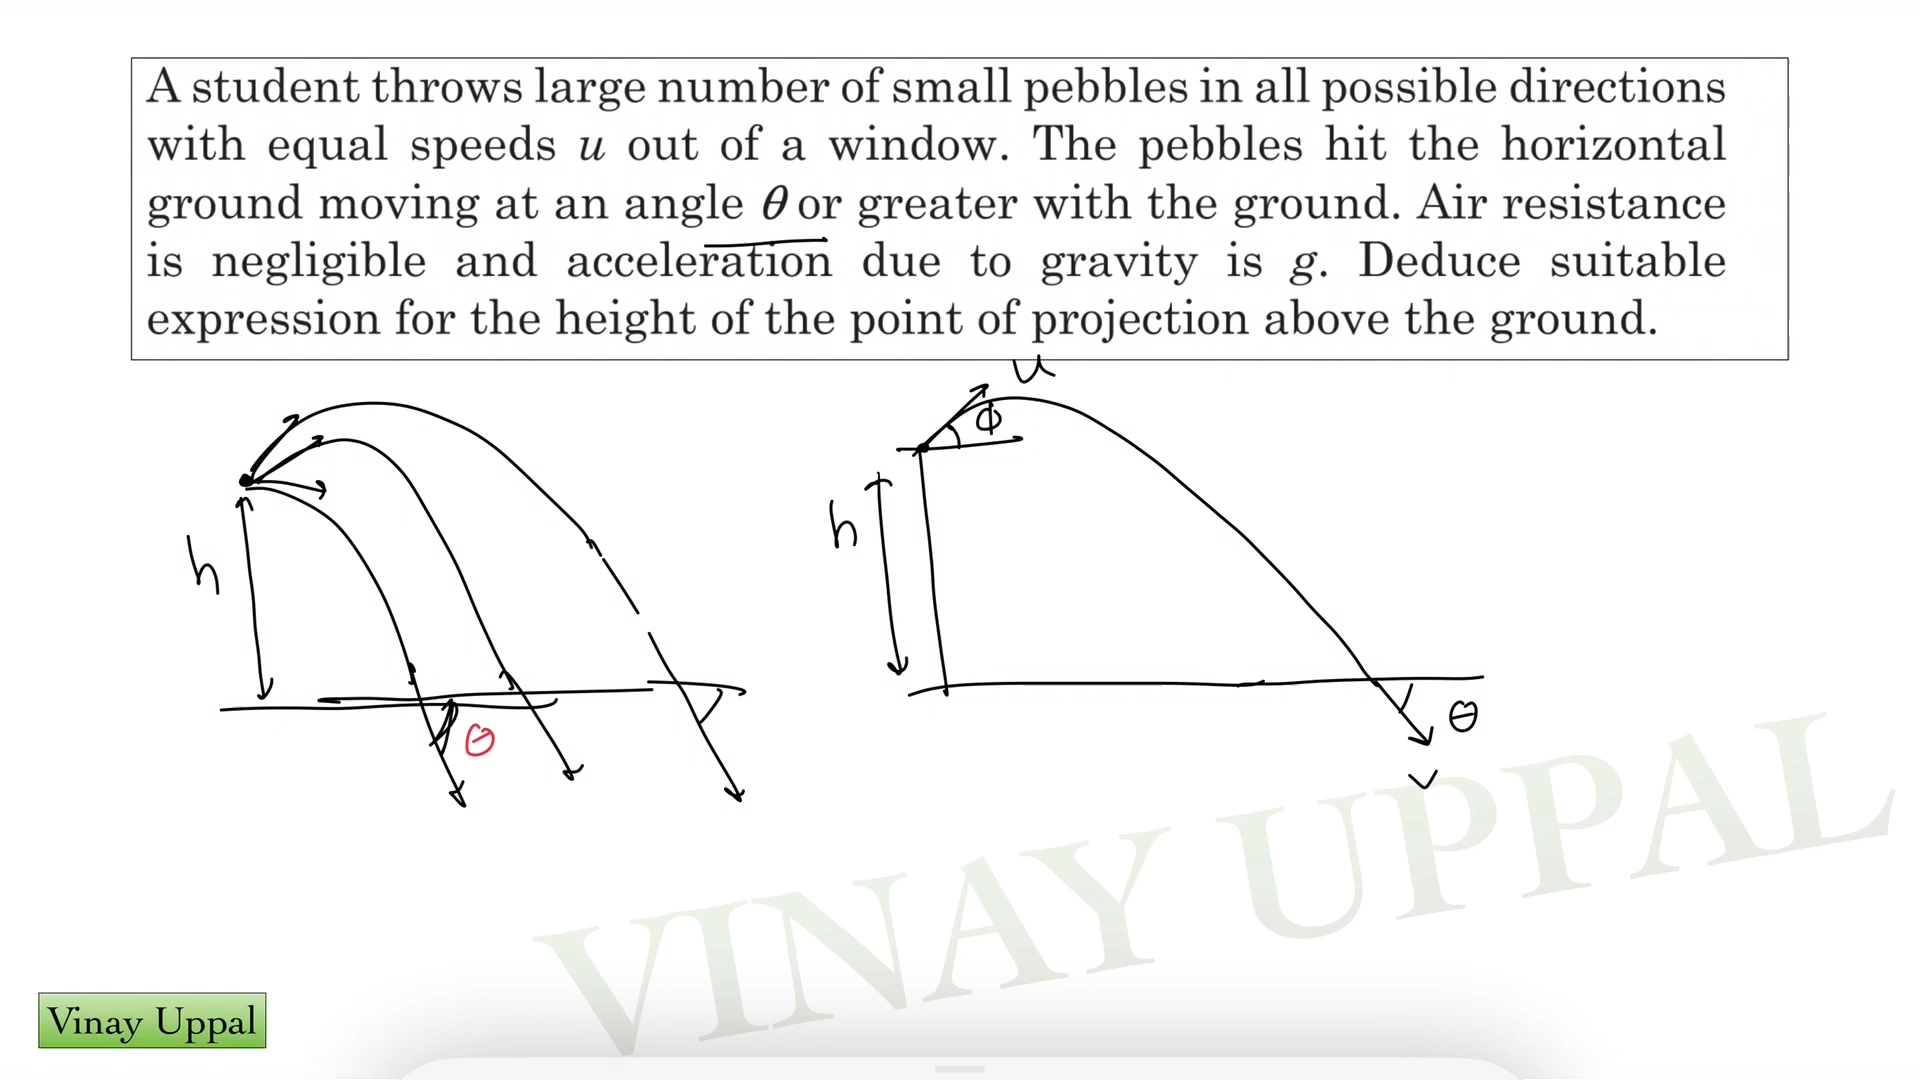 A student throws large number of small pebbles in all possible directions
with equal speeds u out of a window. The pebbles hit the horizontal
ground moving at an angle θ or greater with the ground. Air resistance
is negligible and acceleration due to gravity is g. Deduce suitable
expression for the height of the point of projection above the ground.
u
ϕ
h
h
θ
θ
v
VINAY UPPAL
Vinay Uppal